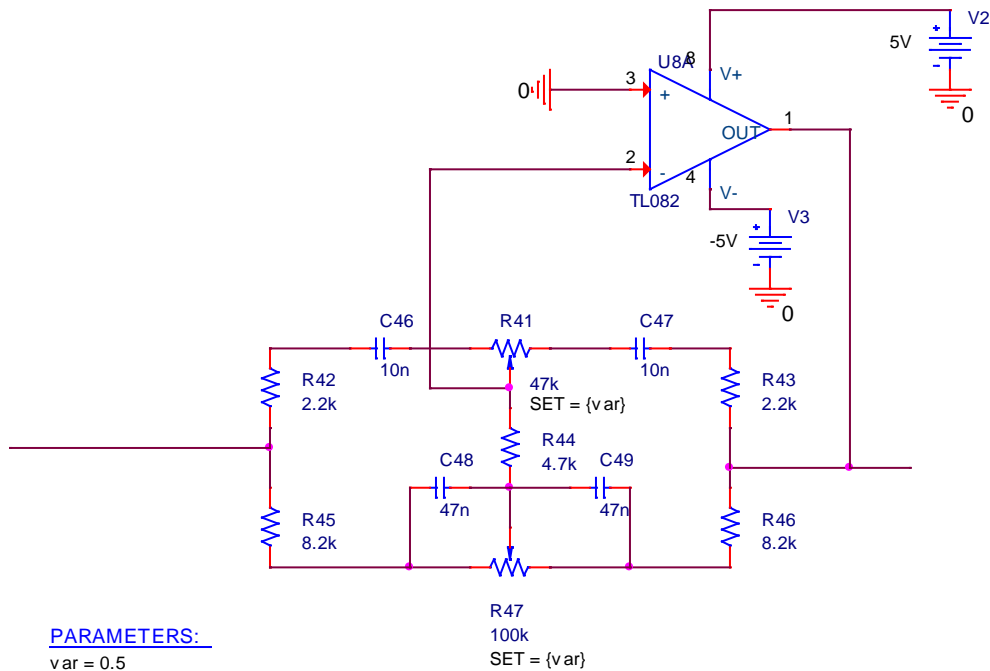 V2
5V
0
U8A
8
V+
3
+
0
OUT
1
2
-
4
V-
TL082
V3
-5V
0
C46
R41
C47
10n
10n
R42
2.2k
47k
SET = {var}
R43
2.2k
R44
4.7k
C48
C49
47n
47n
R45
8.2k
R46
8.2k
R47
100k
SET = {var}
PARAMETERS:
var = 0.5